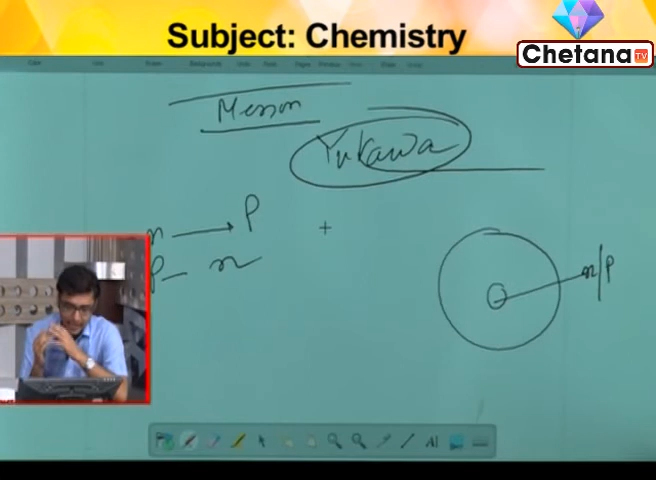 Subject: Chemistry
Chetana TV
Meson
Yukawa
n → P +
P — n
n/P